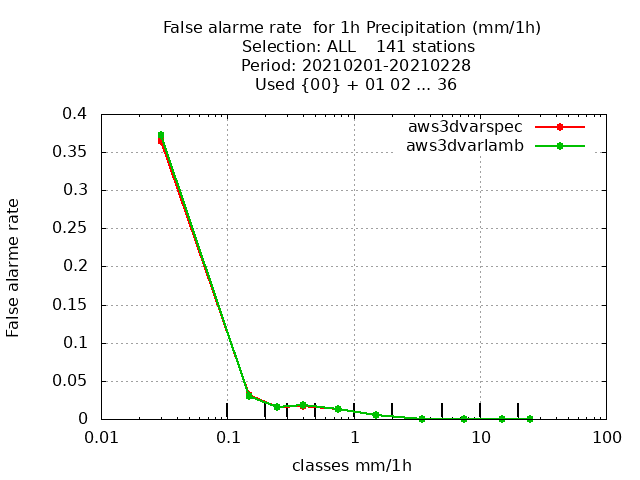 False alarme rate  for 1h Precipitation (mm/1h)
Selection: ALL    141 stations
Period: 20210201-20210228
Used {00} + 01 02 ... 36
aws3dvarspec
aws3dvarlamb
False alarme rate
0.4
0.35
0.3
0.25
0.2
0.15
0.1
0.05
0
0.01 0.1 1 10 100
classes mm/1h